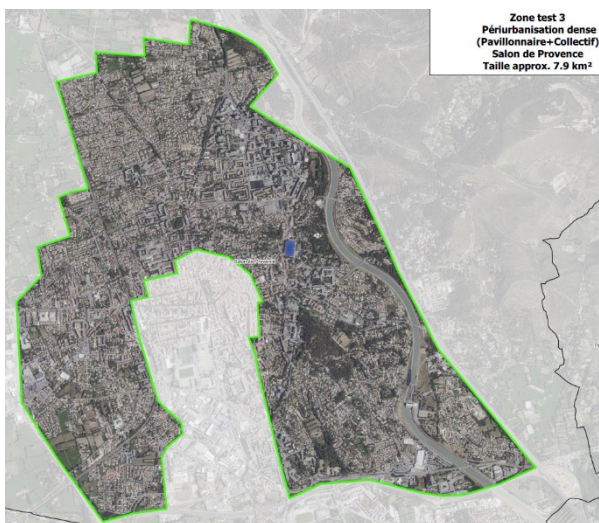 Zone test 3
Périurbanisation dense
(Pavillonnaire+Collectif)
Salon de Provence
Taille approx. 7.9 km²